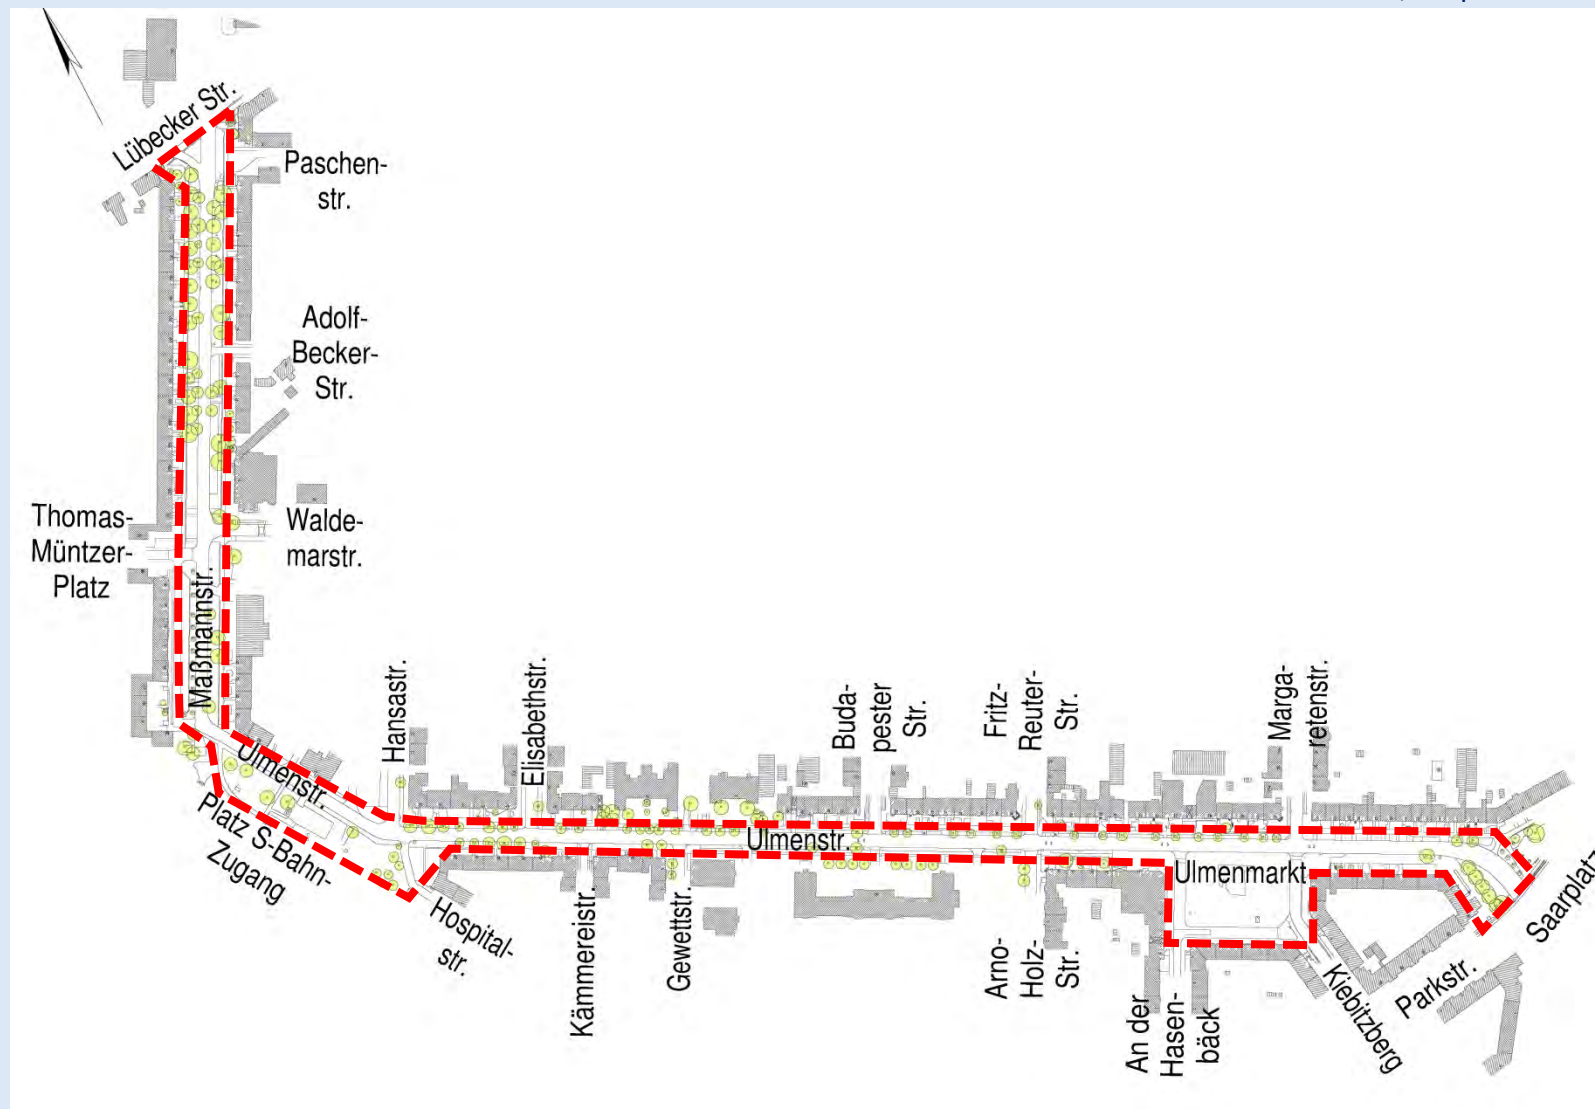 Lübecker Str.
Paschen-
str.
Adolf-
Becker-
Str.
Thomas-
Müntzer-
Platz
Walde-
marstr.
Maßmannstr.
Ulmenstr.
Platz S-Bahn-
Zugang
Hansastr.
Elisabethstr.
Buda-
pester
Str.
Fritz-
Reuter-
Str.
Marga-
retenstr.
Ulmenstr.
Ulmenmarkt
Saarplatz
Hospital-
str.
Kämmereistr.
Gewettstr.
Arno-
Holz-
Str.
An der
Hasen-
bäck
Kiebitzberg
Parkstr.